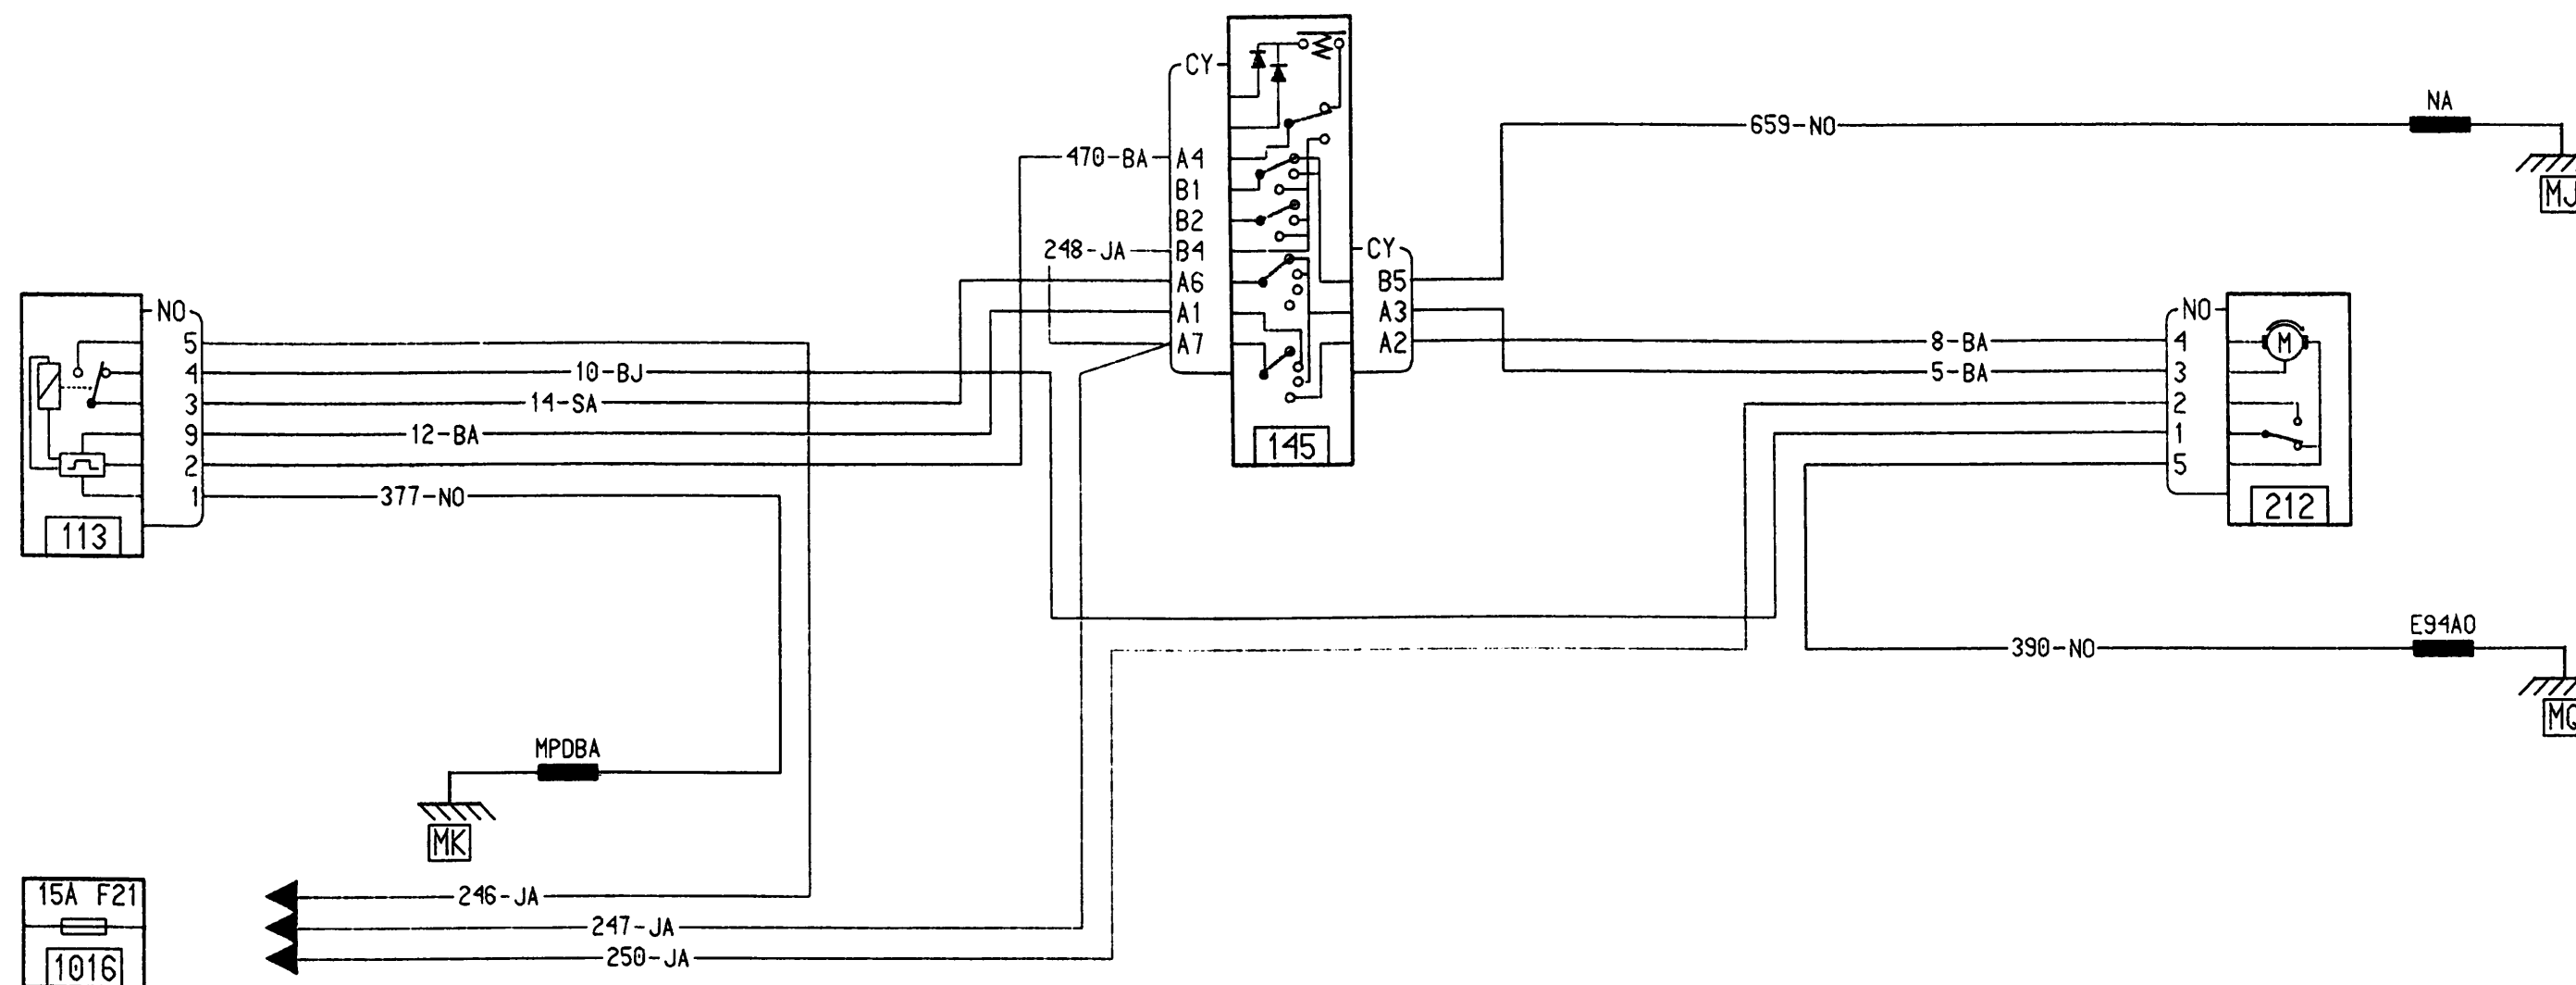 CY
NA
659-NO
470-BA
A4
B1
B2
248-JA
B4
CY
A6
B5
NO
A1
A3
NO
5
A7
A2
8-BA
4
4
10-BJ
5-BA
3
3
14-SA
2
9
12-BA
145
1
2
5
1
377-NO
212
113
E94A0
390-NO
MPDBA
MK
15A F21
246-JA
247-JA
250-JA
1016
M